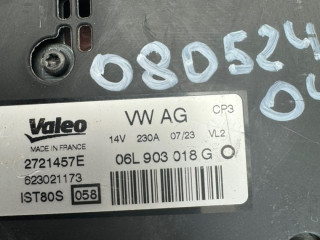 080524
04
Valeo
VW AG
CP3
MADE IN FRANCE
14V 230A 07/23 VL2
2721457E
06L 903 018 G
623021173
IST80S 058